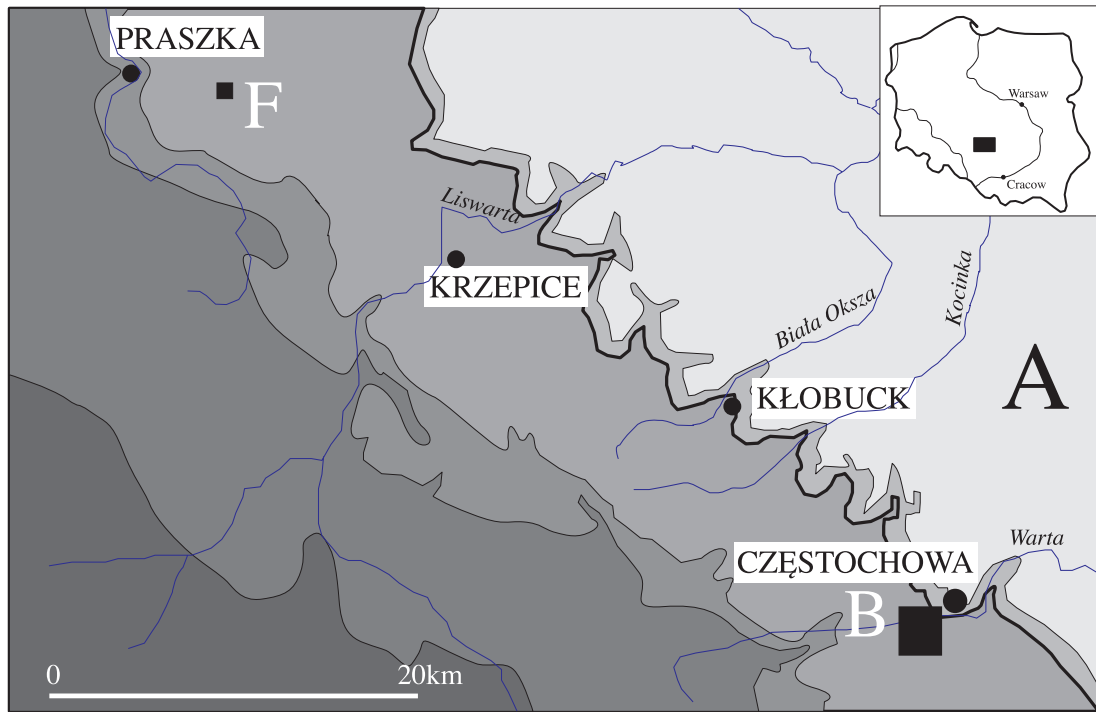 PRASZKA
F
Warsaw
Cracow
Liswarta
KRZEPICE
Biała Oksza
Kocinka
A
KŁOBUCK
Warta
CZĘSTOCHOWA
B
0 20km